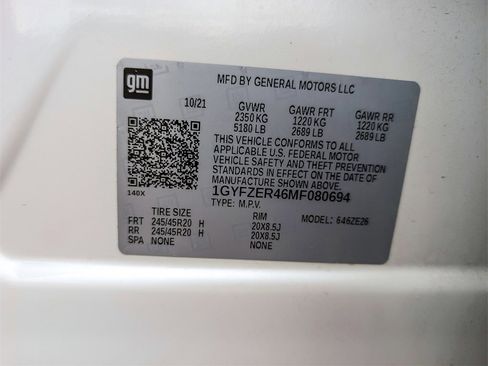 gm
MFD BY GENERAL MOTORS LLC
10/21 GVWR GAWR FRT GAWR RR
2350 KG 1220 KG 1220 KG
5180 LB 2689 LB 2689 LB
THIS VEHICLE CONFORMS TO ALL
APPLICABLE U.S. FEDERAL MOTOR
VEHICLE SAFETY AND THEFT PREVENTION
STANDARDS IN EFFECT ON THE DATE OF
MANUFACTURE SHOWN ABOVE.
140X 1GYFZER46MF080694
TYPE: M.P.V.
TIRE SIZE RIM MODEL: 646ZE26
FRT 245/45R20 H 20X8.5J
RR 245/45R20 H 20X8.5J
SPA NONE NONE